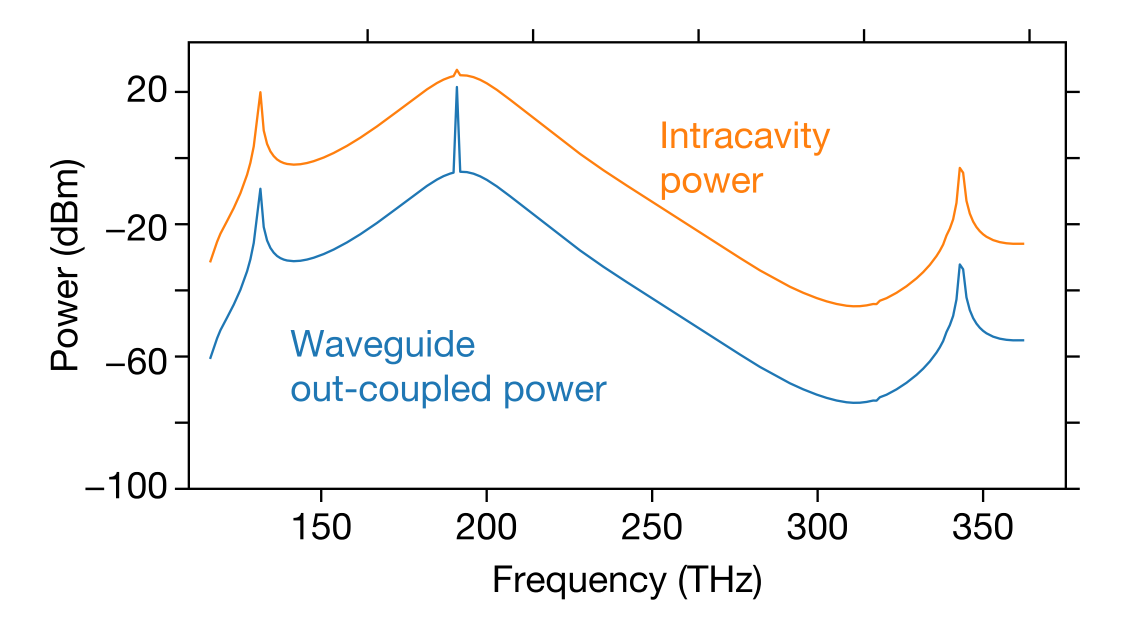 20
−20
−60
−100
Power (dBm)
Intracavity
power
Waveguide
out-coupled power
150
200
250
300
350
Frequency (THz)